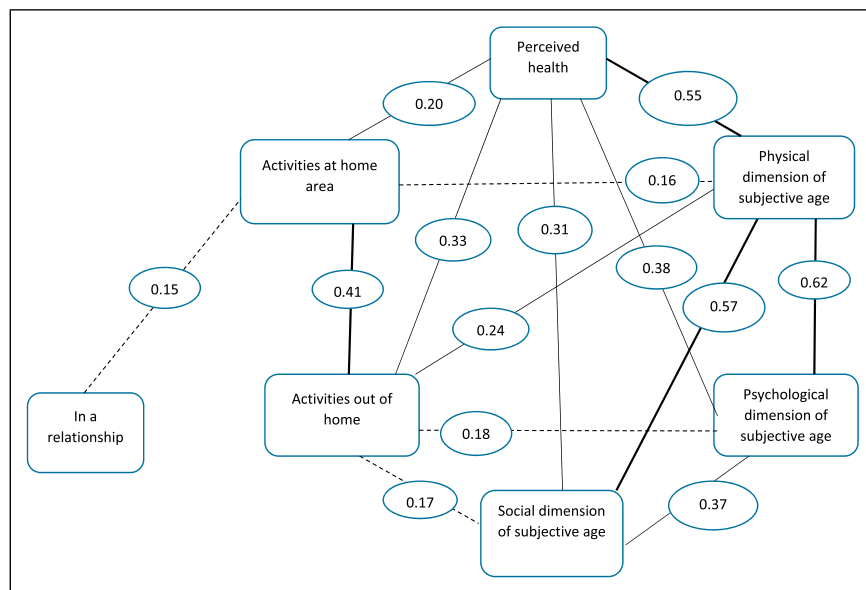 Perceived
health
0.20
0.55
Activities at home
area
Physical
dimension of
subjective age
0.16
0.33
0.31
0.38
0.15
0.41
0.62
0.57
0.24
In a
relationship
Activities out of
home
Psychological
dimension of
subjective age
0.18
0.17
0.37
Social dimension
of subjective age